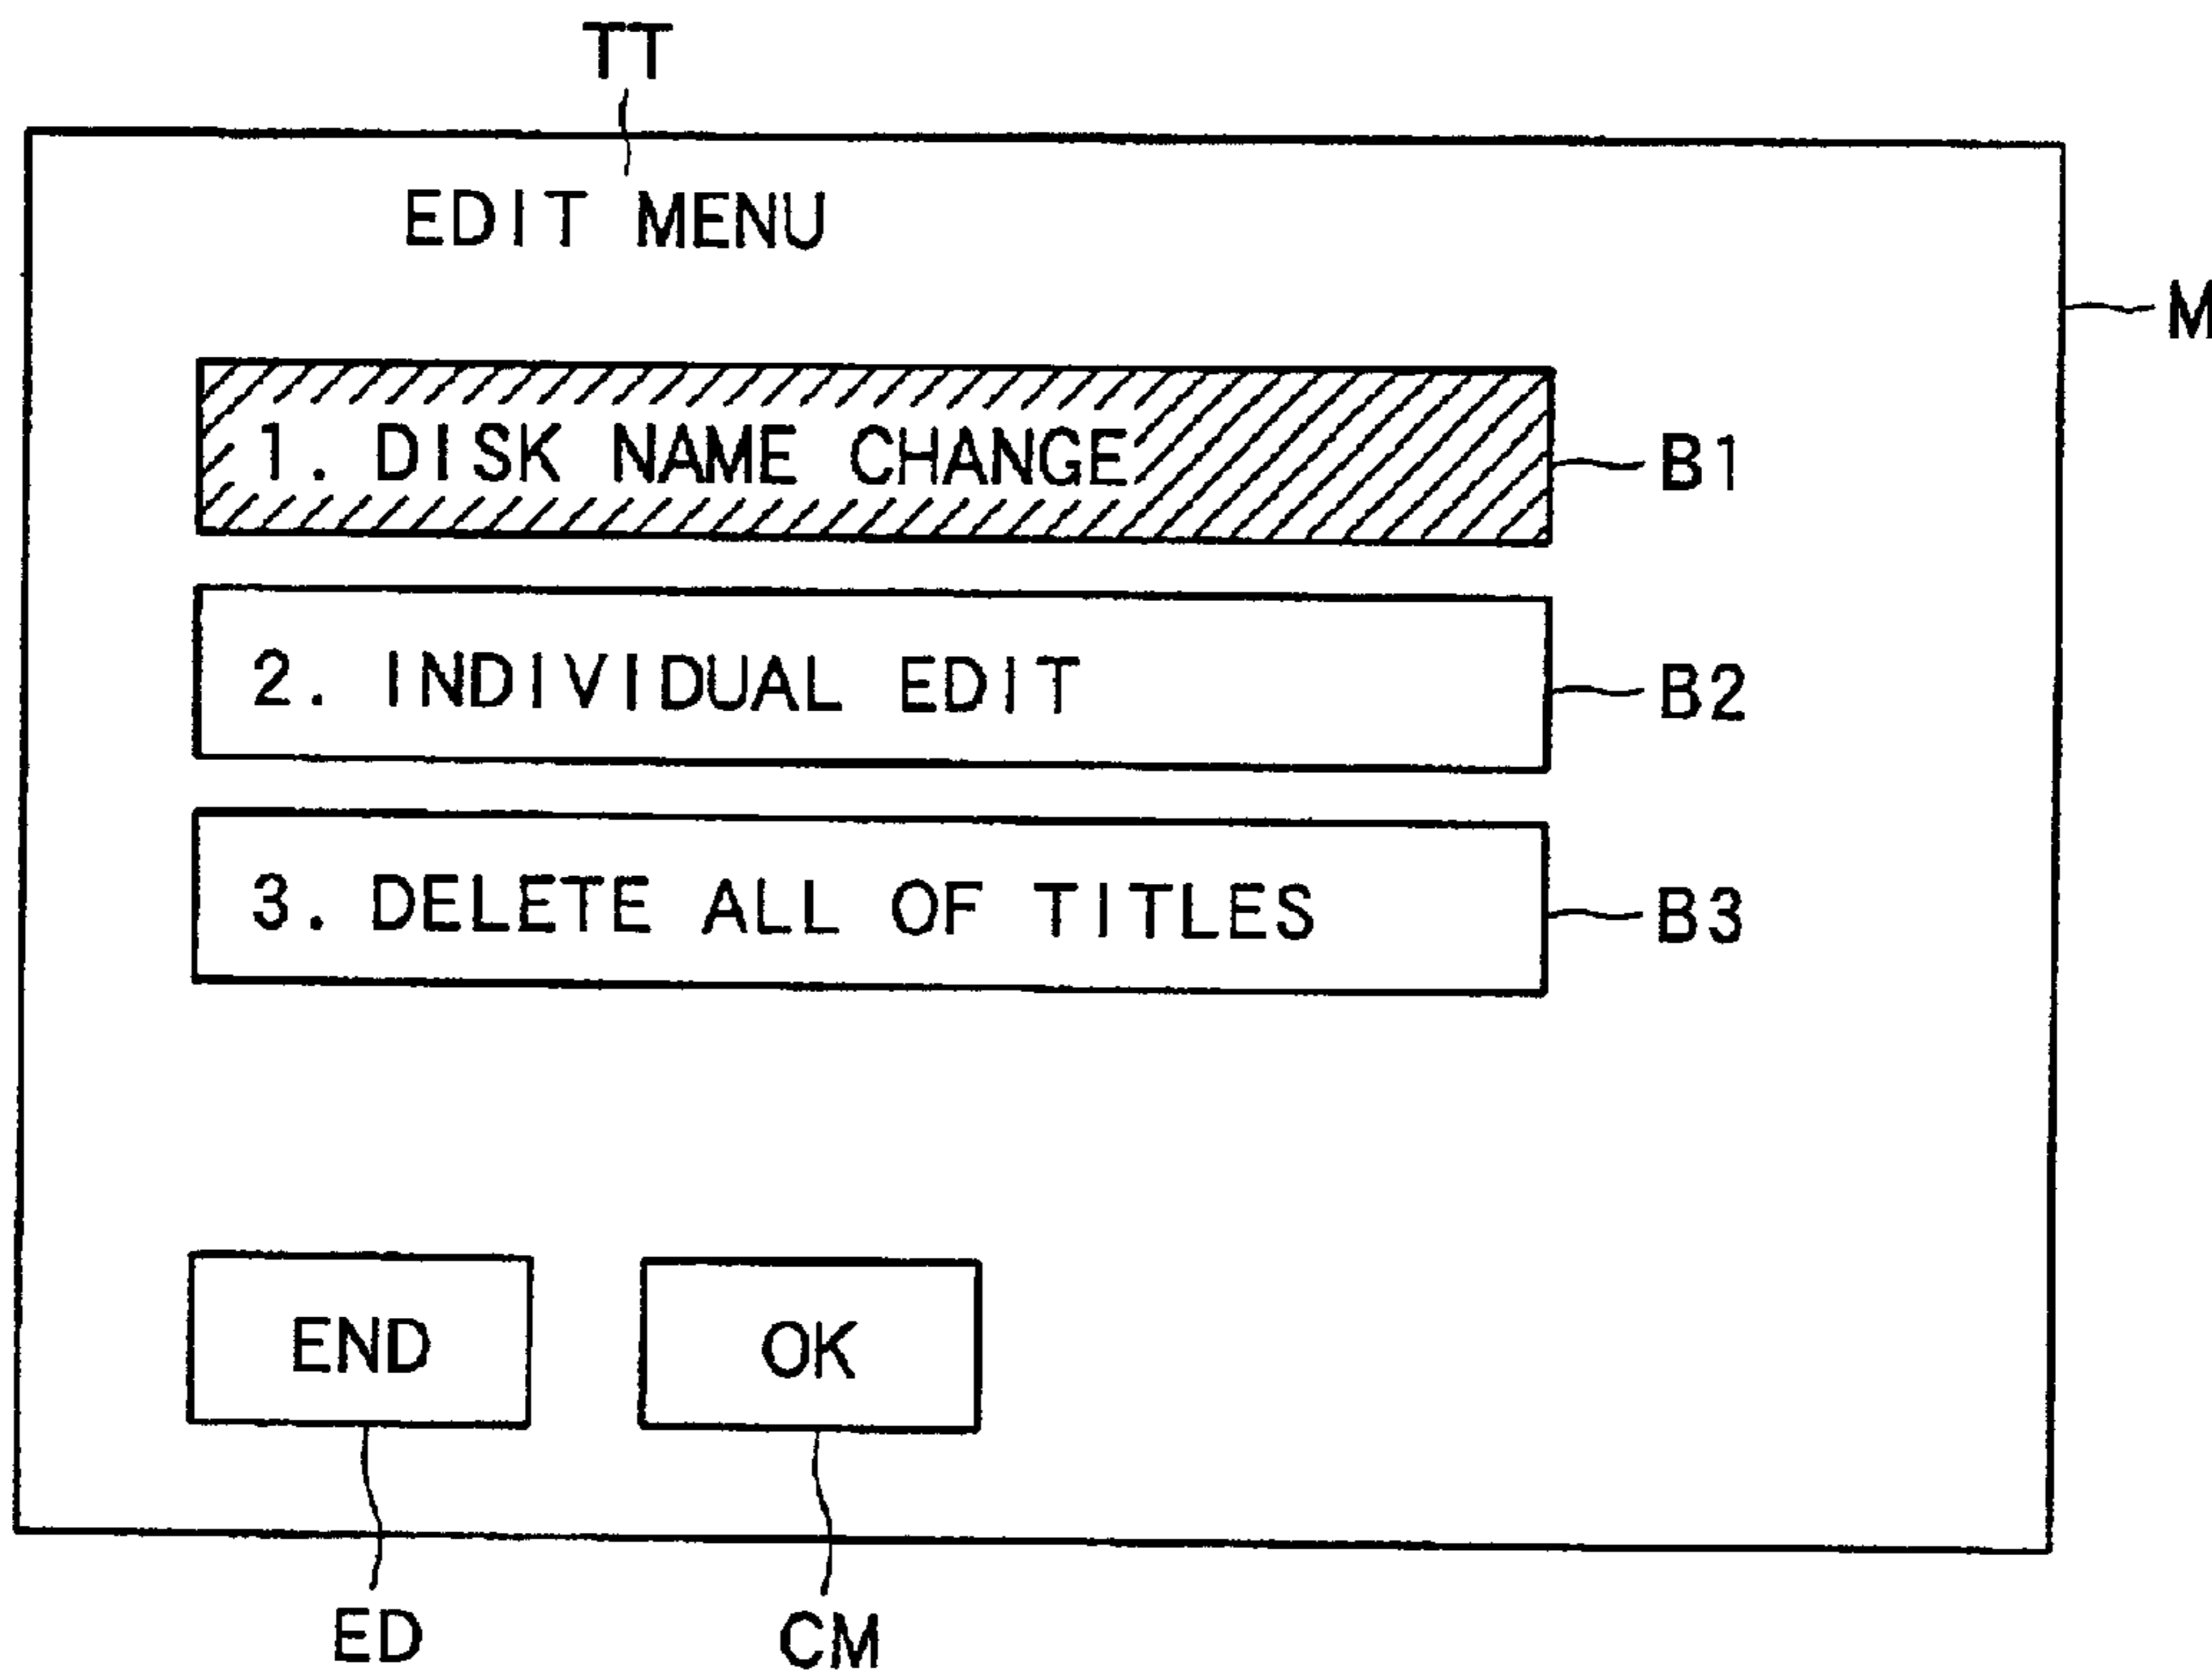 TT
EDIT MENU
M
1. DISK NAME CHANGE
B1
2. INDIVIDUAL EDIT
B2
3. DELETE ALL OF TITLES
B3
END OK
ED CM